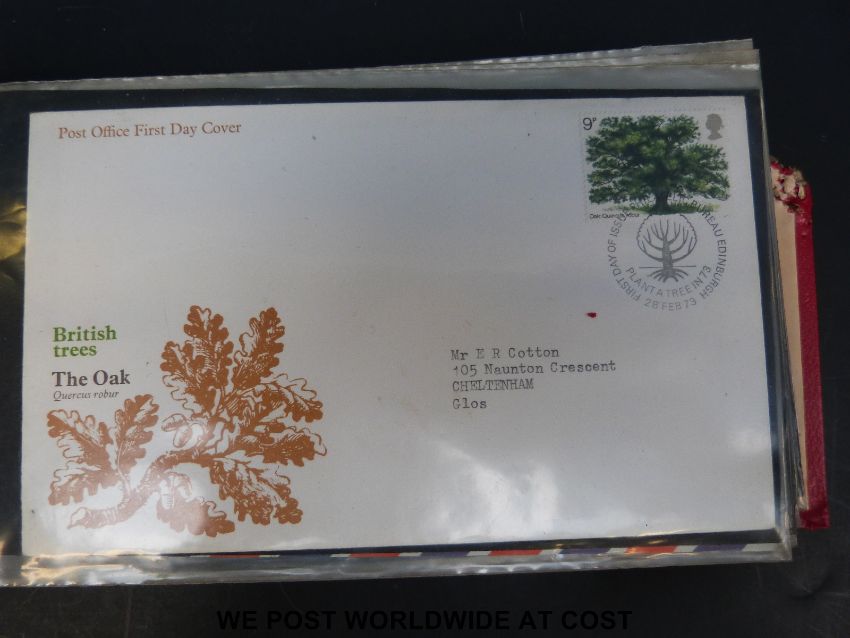 Post Office First Day Cover
9P
Oak Quercus robur
FIRST DAY OF ISSUE BUREAU EDINBURGH
PLANT A TREE IN 73
28 FEB 73
British
trees
The Oak
Quercus robur
Mr E R Cotton
105 Naunton Crescent
CHELTENHAM
Glos
WE POST WORLDWIDE AT COST